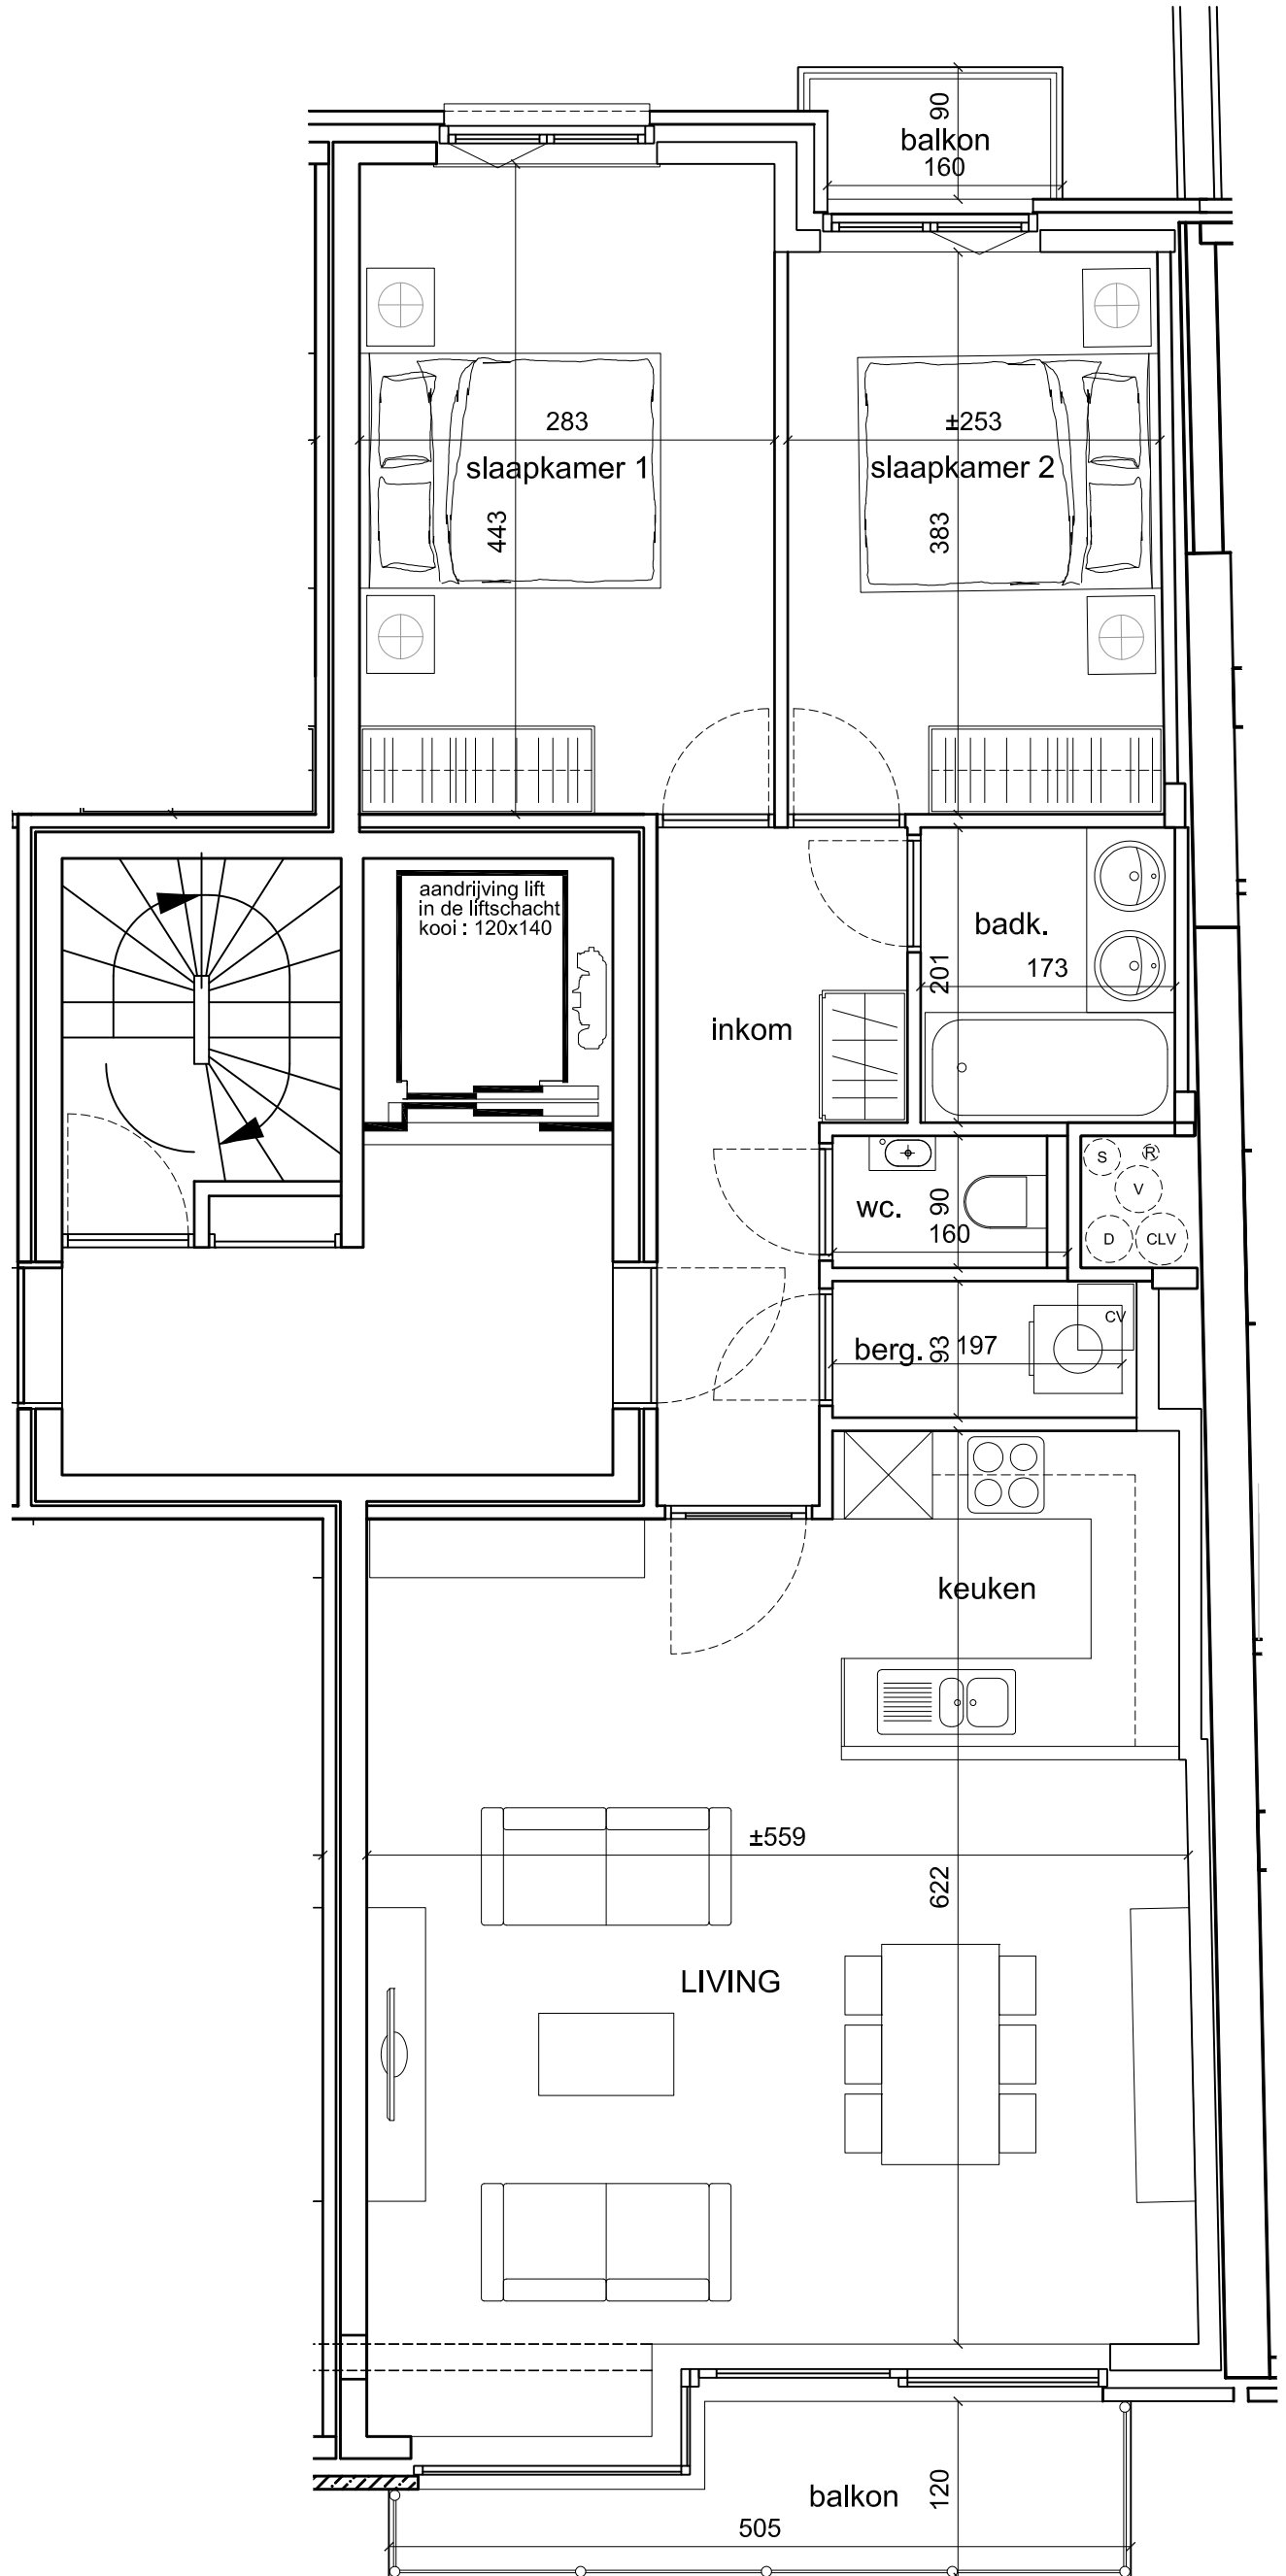 90
balkon
160
283
±253
slaapkamer 1
slaapkamer 2
443
383
aandrijving lift
in de liftschacht
kooi : 120x140
badk.
201
173
inkom
S
R
V
wc.
90
160
D
CLV
CV
berg.
93
197
keuken
±559
622
LIVING
balkon
120
505